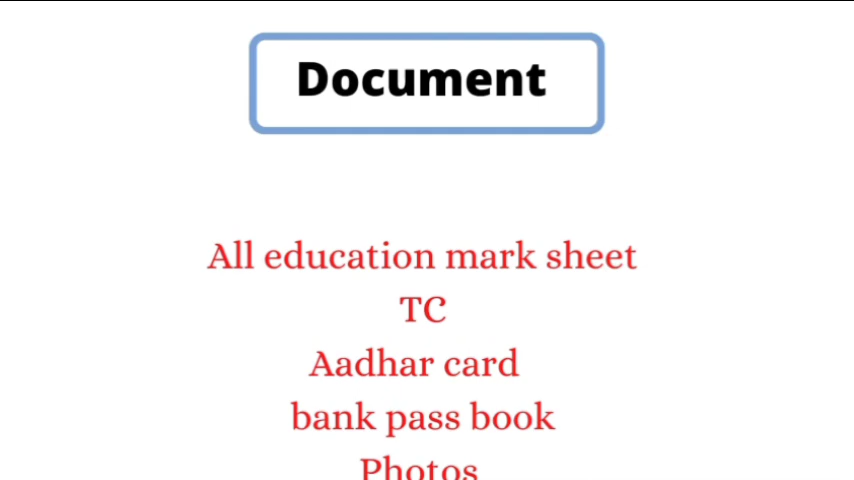 Document
All education mark sheet
TC
Aadhar card
bank pass book
Photos